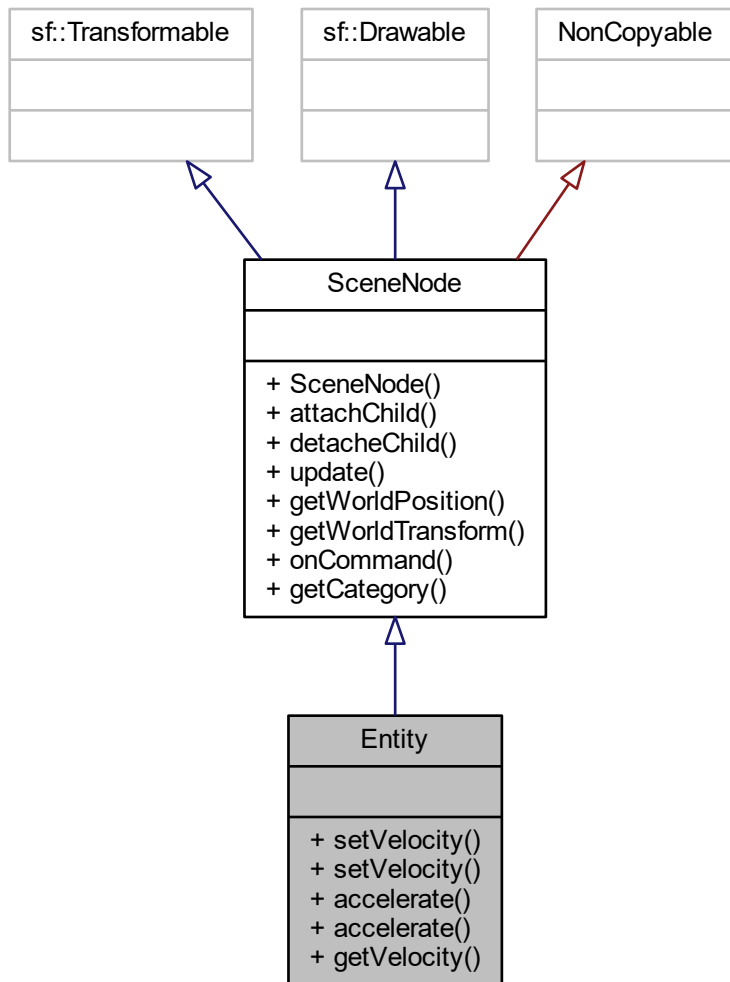 sf::Transformable
sf::Drawable
NonCopyable
SceneNode
+ SceneNode()
+ attachChild()
+ detacheChild()
+ update()
+ getWorldPosition()
+ getWorldTransform()
+ onCommand()
+ getCategory()
Entity
+ setVelocity()
+ setVelocity()
+ accelerate()
+ accelerate()
+ getVelocity()